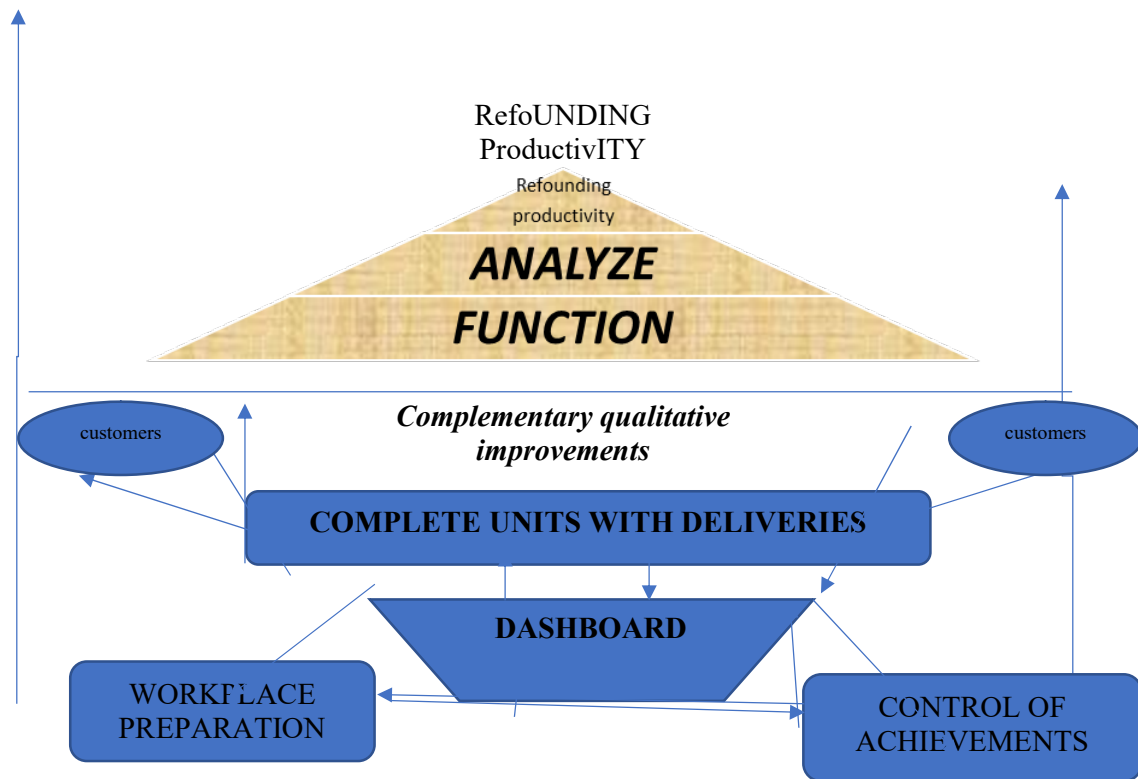 RefoUNDING
ProductivITY
Refounding
productivity
ANALYZE
FUNCTION
Complementary qualitative
improvements
customers
customers
COMPLETE UNITS WITH DELIVERIES
DASHBOARD
WORKPLACE
PREPARATION
CONTROL OF
ACHIEVEMENTS